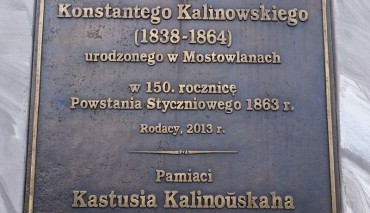 Konstantego Kalinowskiego
(1838-1864)
urodzonego w Mostowlanach
w 150. rocznicę
Powstania Styczniowego 1863 r.
Rodacy, 2013 r.
Pamiaci
Kastusia Kalinoŭskaha